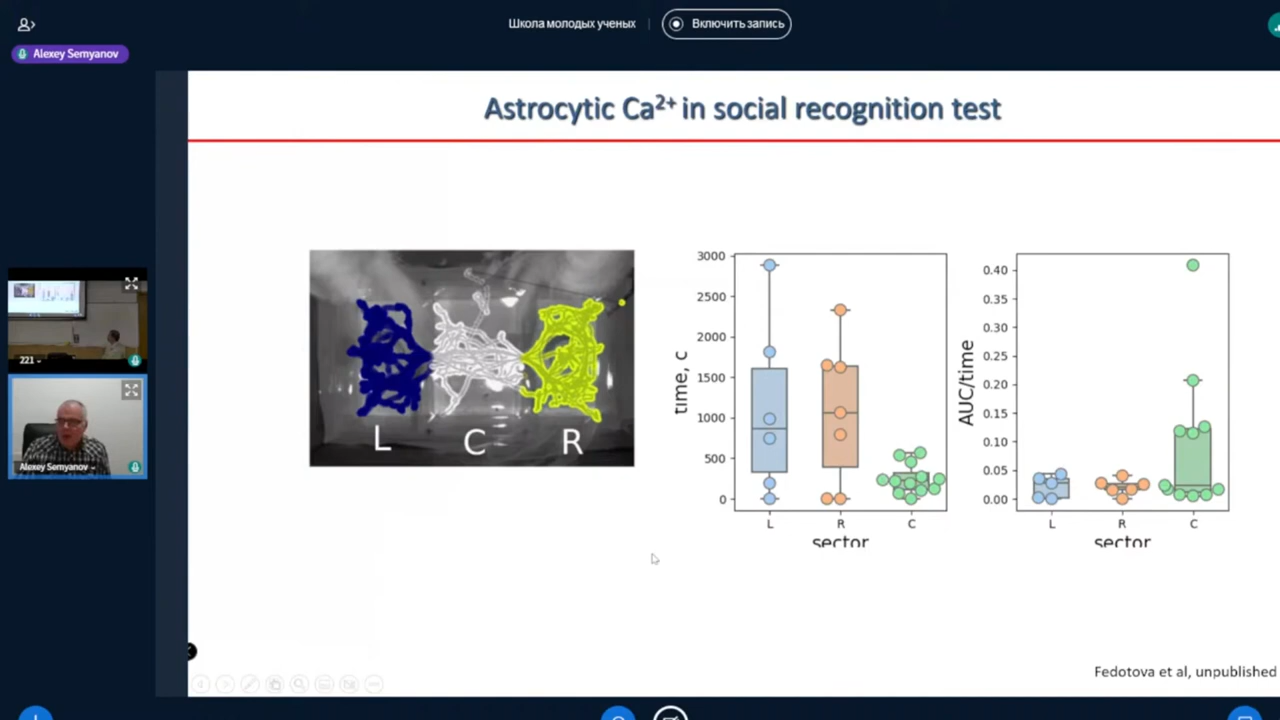 Школа молодых ученых
Включить запись
Alexey Semyanov
Astrocytic Ca²⁺ in social recognition test
L C R
time, c
3000
2500
2000
1500
1000
500
0
L R C
sector
AUC/time
0.40
0.35
0.30
0.25
0.20
0.15
0.10
0.05
0.00
L R C
sector
221
Alexey Semyanov
Fedotova et al, unpublished